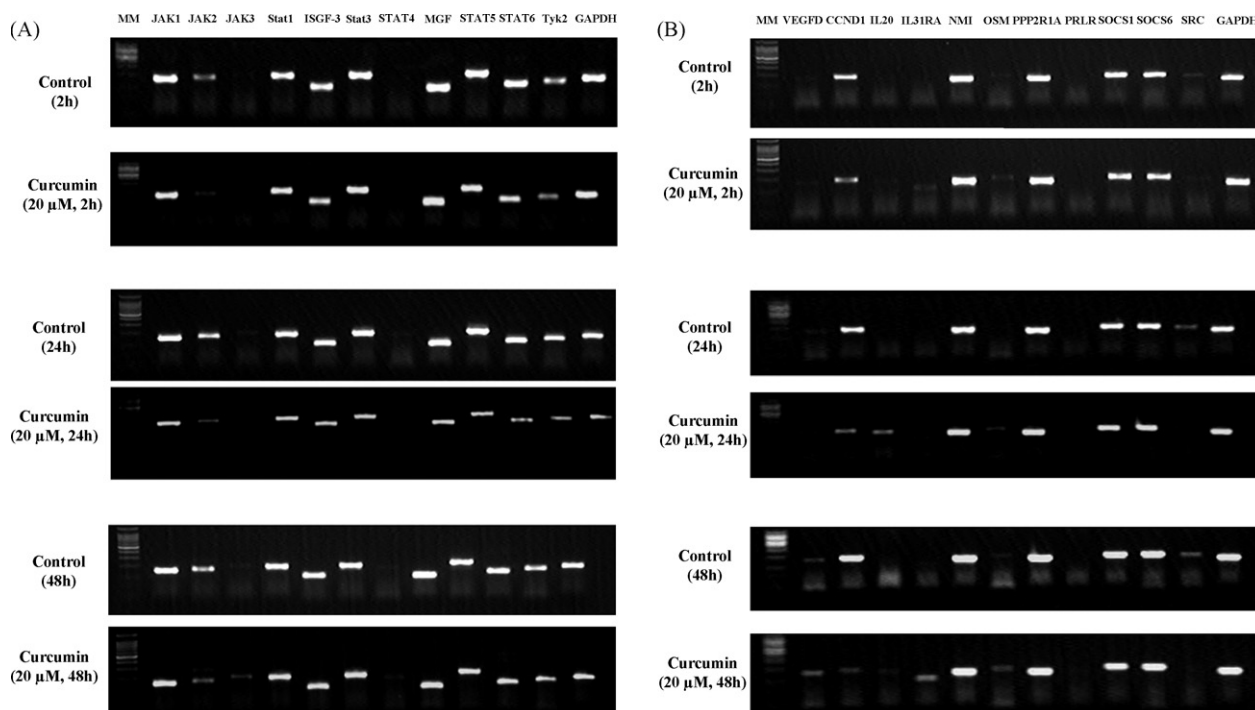 (A)
MM JAK1 JAK2 JAK3 Stat1 ISGF-3 Stat3 STAT4 MGF STAT5 STAT6 Tyk2 GAPDH
Control
(2h)
Curcumin
(20 µM, 2h)
Control
(24h)
Curcumin
(20 µM, 24h)
Control
(48h)
Curcumin
(20 µM, 48h)
(B)
MM VEGFD CCND1 IL20 IL31RA NMI OSM PPP2R1A PRLR SOCS1 SOCS6 SRC GAPDH
Control
(2h)
Curcumin
(20 µM, 2h)
Control
(24h)
Curcumin
(20 µM, 24h)
Control
(48h)
Curcumin
(20 µM, 48h)